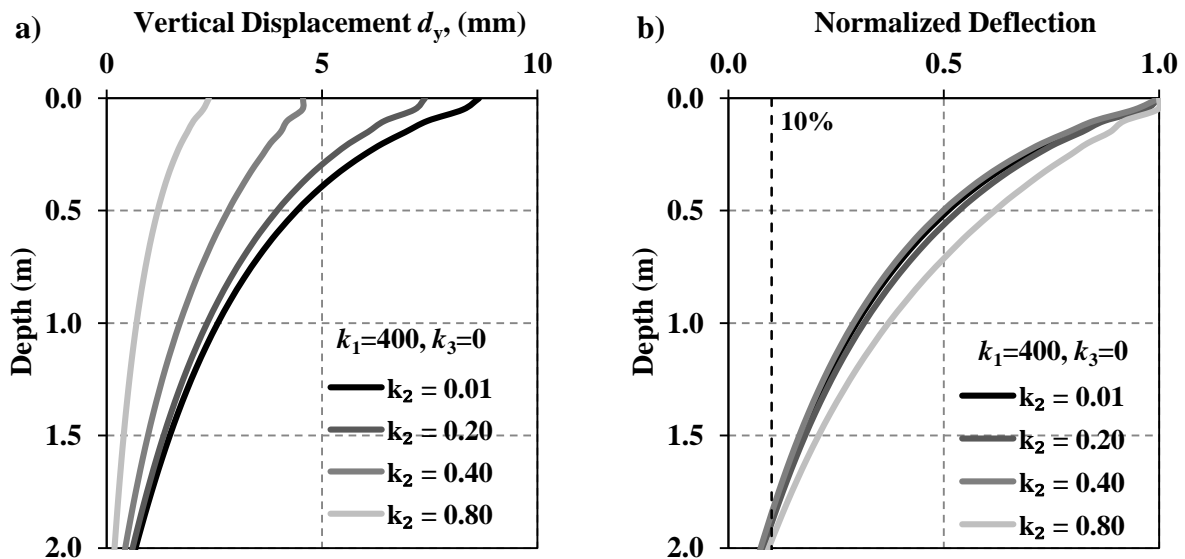 a)
Vertical Displacement dy, (mm)
0 5 10
0.0
0.5
1.0
1.5
2.0
Depth (m)
k1=400, k3=0
k2 = 0.01
k2 = 0.20
k2 = 0.40
k2 = 0.80
b)
Normalized Deflection
0.0 0.5 1.0
0.0
0.5
1.0
1.5
2.0
Depth (m)
10%
k1=400, k3=0
k2 = 0.01
k2 = 0.20
k2 = 0.40
k2 = 0.80